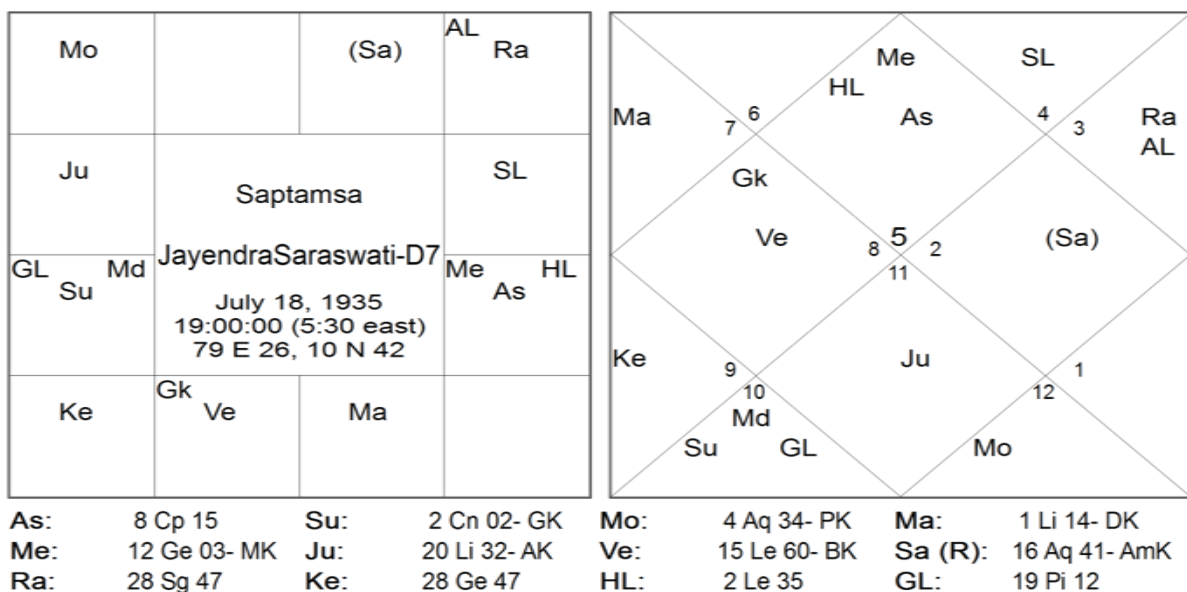 Mo (Sa) AL Ra
Ju SL
GL Md Su Me HL As
Ke Gk Ve Ma
Saptamsa
JayendraSaraswati-D7
July 18, 1935
19:00:00 (5:30 east)
79 E 26, 10 N 42
Me SL
HL
Ma 6 As 4 Ra
7 3 AL
Gk
Ve 8 5 2 (Sa)
11
Ke 9 Ju 1
10 12
Md
Su GL Mo
As: 8 Cp 15 Su: 2 Cn 02- GK Mo: 4 Aq 34- PK Ma: 1 Li 14- DK
Me: 12 Ge 03- MK Ju: 20 Li 32- AK Ve: 15 Le 60- BK Sa (R): 16 Aq 41- AmK
Ra: 28 Sg 47 Ke: 28 Ge 47 HL: 2 Le 35 GL: 19 Pi 12